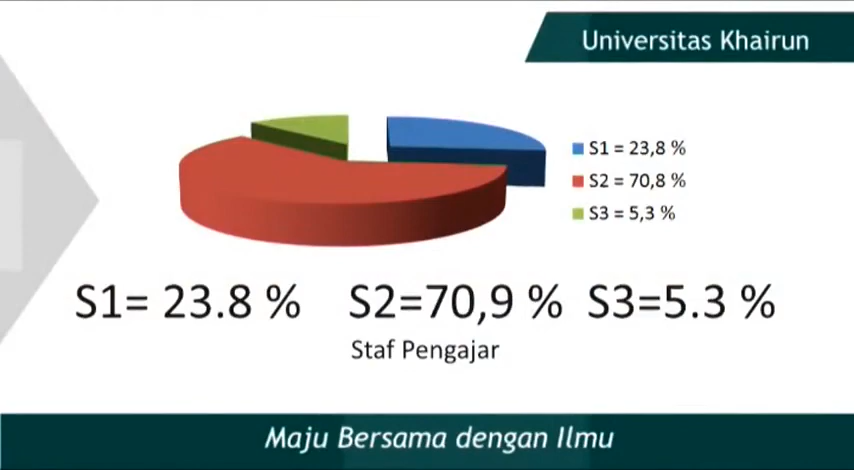 Universitas Khairun
S1 = 23,8 %
S2 = 70,8 %
S3 = 5,3 %
S1= 23.8 % S2=70,9 % S3=5.3 %
Staf Pengajar
Maju Bersama dengan Ilmu